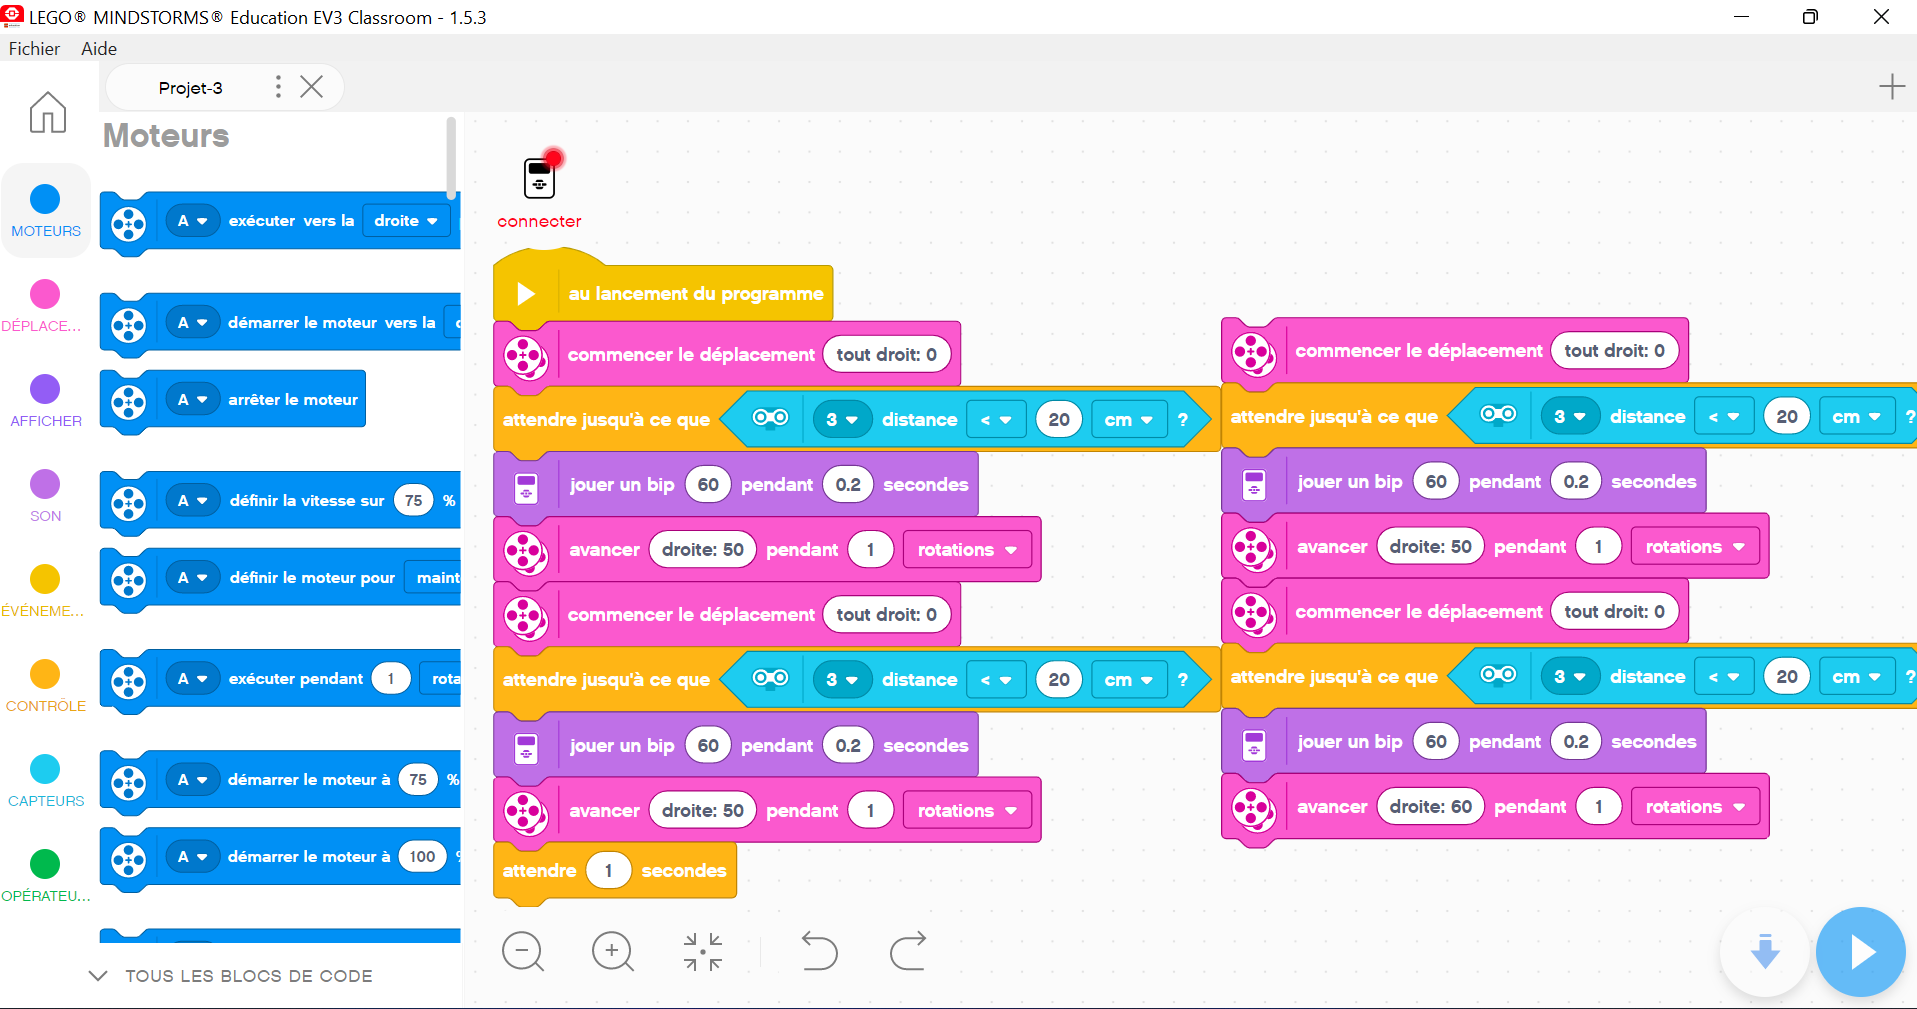 LEGO® MINDSTORMS® Education EV3 Classroom - 1.5.3
Fichier Aide
Projet-3
Moteurs
MOTEURS
DÉPLACE...
AFFICHER
SON
ÉVÉNEME...
CONTRÔLE
CAPTEURS
OPÉRATEU...
A exécuter vers la droite
A démarrer le moteur vers la
A arrêter le moteur
A définir la vitesse sur 75 %
A définir le moteur pour maint
A exécuter pendant 1 rota
A démarrer le moteur à 75 %
A démarrer le moteur à 100
TOUS LES BLOCS DE CODE
connecter
au lancement du programme
commencer le déplacement tout droit: 0
attendre jusqu'à ce que 3 distance < 20 cm ?
jouer un bip 60 pendant 0.2 secondes
avancer droite: 50 pendant 1 rotations
commencer le déplacement tout droit: 0
attendre jusqu'à ce que 3 distance < 20 cm ?
jouer un bip 60 pendant 0.2 secondes
avancer droite: 50 pendant 1 rotations
attendre 1 secondes
commencer le déplacement tout droit: 0
attendre jusqu'à ce que 3 distance < 20 cm ?
jouer un bip 60 pendant 0.2 secondes
avancer droite: 50 pendant 1 rotations
commencer le déplacement tout droit: 0
attendre jusqu'à ce que 3 distance < 20 cm ?
jouer un bip 60 pendant 0.2 secondes
avancer droite: 60 pendant 1 rotations